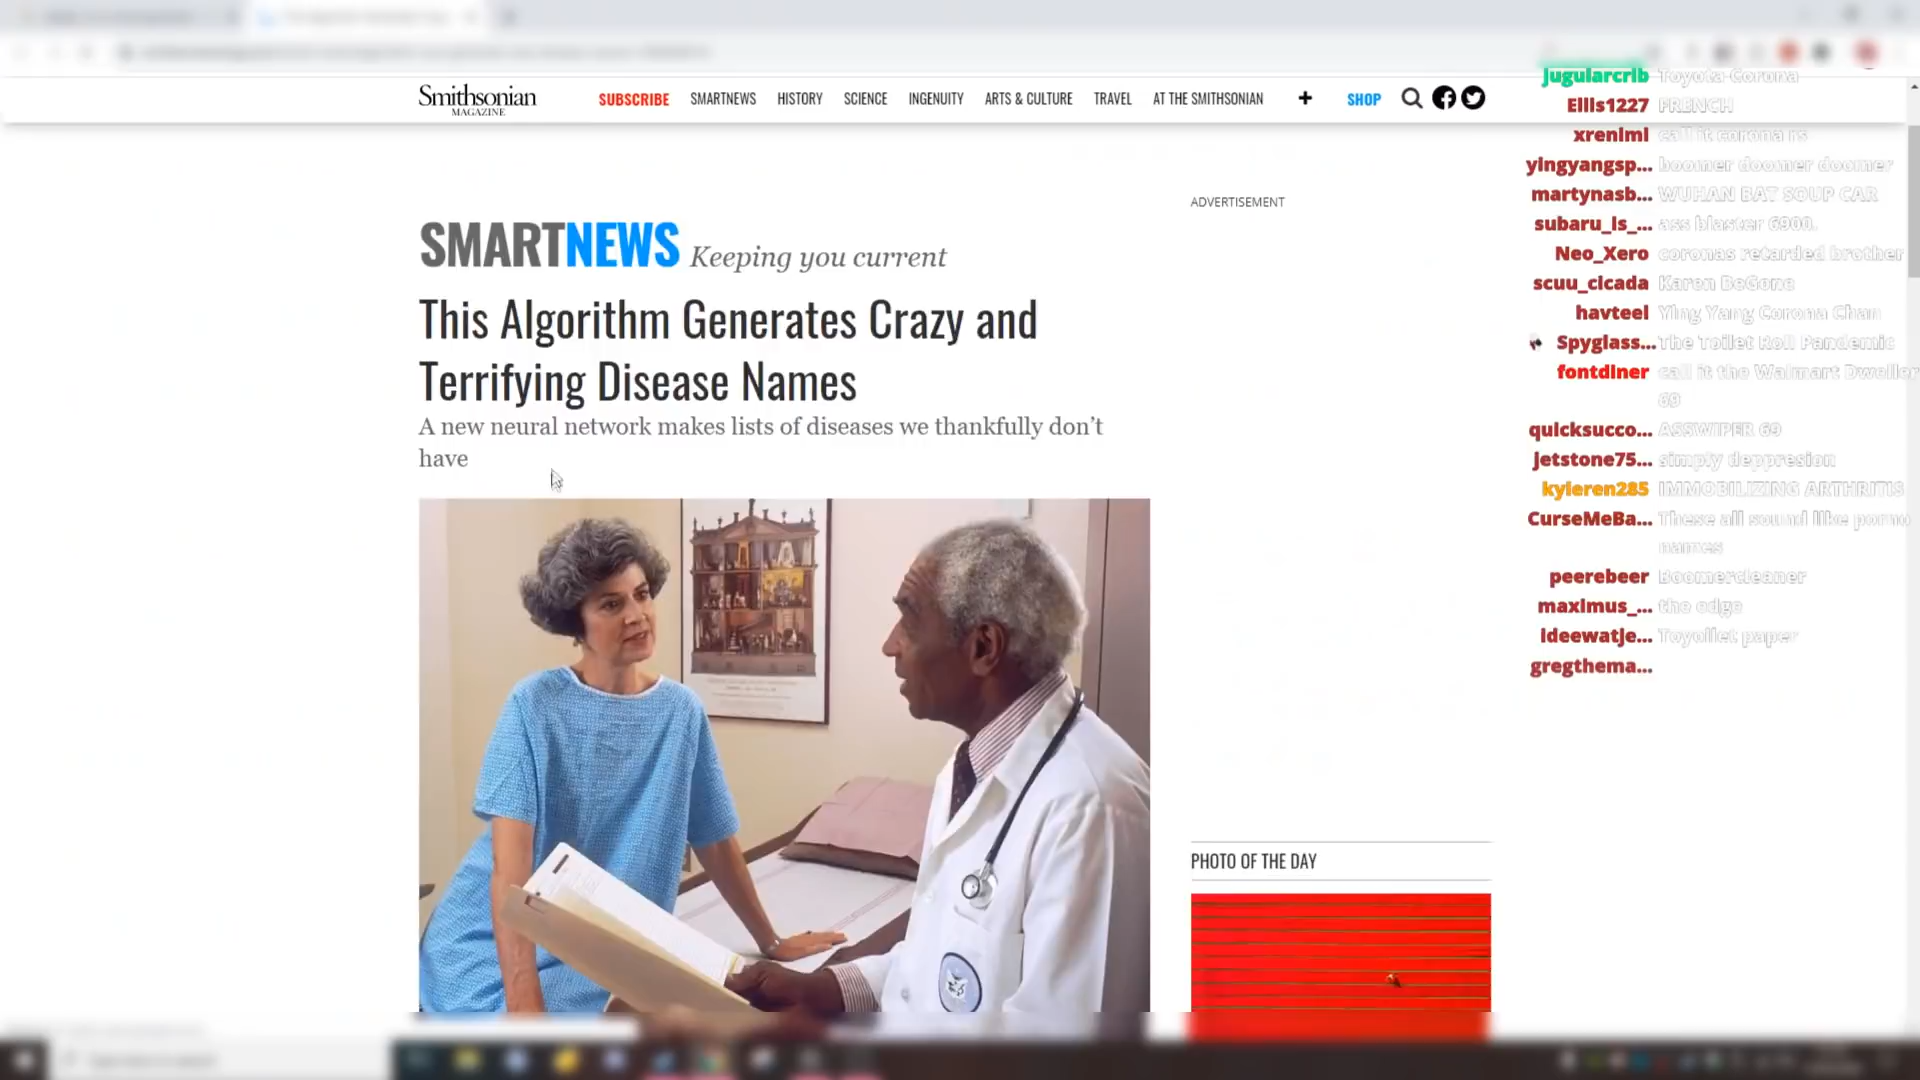 Smithsonian
MAGAZINE
SUBSCRIBE SMARTNEWS HISTORY SCIENCE INGENUITY ARTS & CULTURE TRAVEL AT THE SMITHSONIAN + SHOP
ADVERTISEMENT
SMARTNEWS Keeping you current
This Algorithm Generates Crazy and
Terrifying Disease Names
A new neural network makes lists of diseases we thankfully don't
have
PHOTO OF THE DAY
jugularcrib Toyota Corona
Ellis1227 FRENCH
xreniml call it corona rs
yingyangsp... boomer doomer doomer
martynasb... WUHAN BAT SOUP CAR
subaru_is_... ass blaster 6900.
Neo_Xero coronas retarded brother
scuu_cicada Karen BeGone
havteel Ying Yang Corona Chan
Spyglass... The Toilet Roll Pandemic
fontdiner call it the Walmart Dweller
69
quicksucco... ASSWIPER 69
jetstone75... simply deppresion
kyleren285 IMMOBILIZING ARTHRITIS
CurseMeBa... These all sound like porno
names
peerebeer Boomercleaner
maximus_... the edge
ideewatje... Toyoilet paper
gregthema...